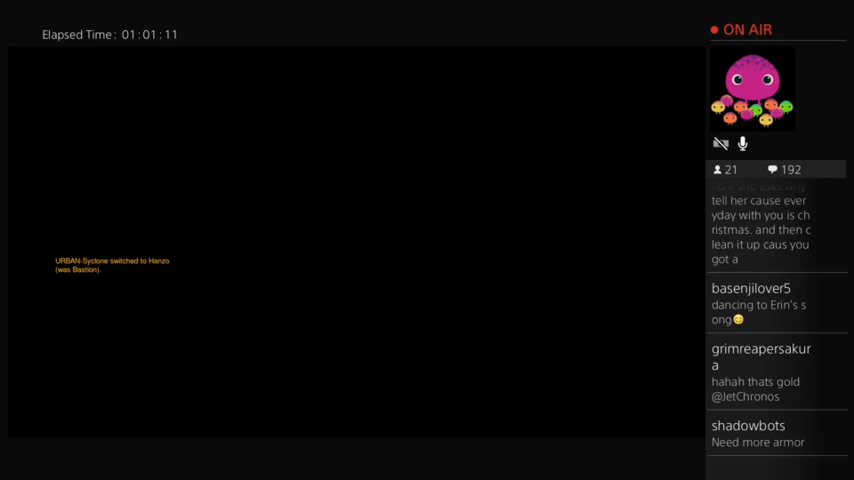 Elapsed Time: 01:01:11
ON AIR
21 192
tell her cause ever
yday with you is ch
ristmas. and then c
lean it up caus you
got a
URBAN-Syclone switched to Hanzo
(was Bastion).
basenjilover5
dancing to Erin's s
ong😊
grimreapersakur
a
hahah thats gold
@JetChronos
shadowbots
Need more armor